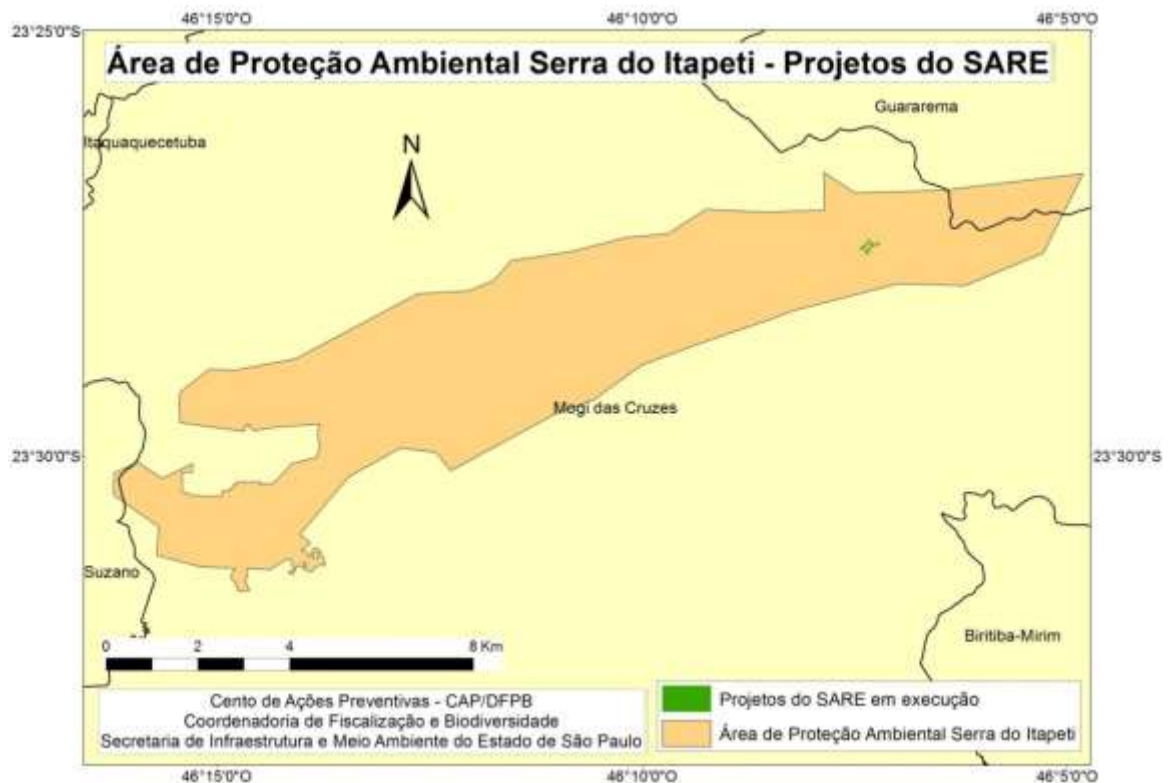 46°15'0"O
46°10'0"O
46°5'0"O
23°25'0"S
Área de Proteção Ambiental Serra do Itapeti - Projetos do SARE
Guararema
Itaquaquecetuba
N
Mogi das Cruzes
23°30'0"S
23°30'0"S
Suzano
Biritiba-Mirim
0 2 4 8 Km
Cento de Ações Preventivas - CAP/DFPB
Coordenadoria de Fiscalização e Biodiversidade
Secretaria de Infraestrutura e Meio Ambiente do Estado de São Paulo
Projetos do SARE em execução
Área de Proteção Ambiental Serra do Itapeti
46°15'0"O
46°10'0"O
46°5'0"O